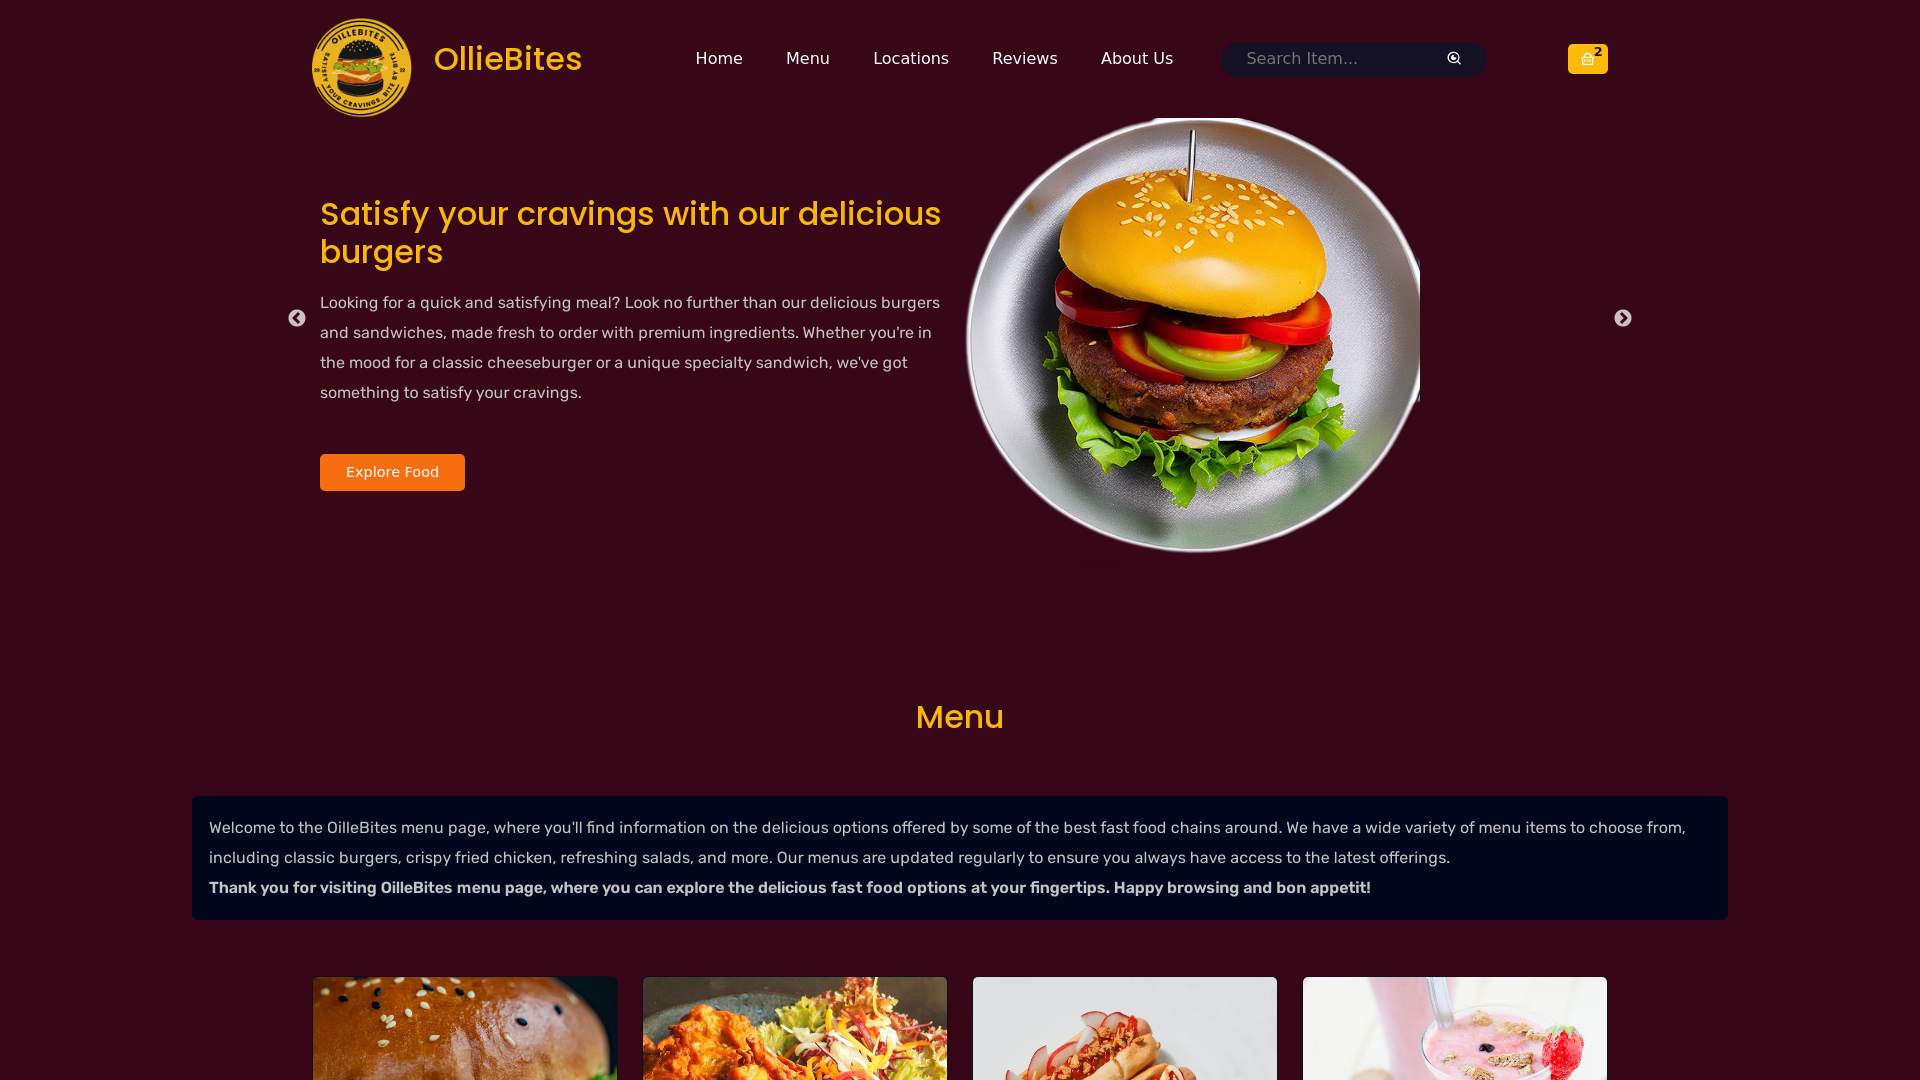 OILLEBITES
SATISFY YOUR CRAVINGS, BITE BY BITE
20 22
OllieBites
Home Menu Locations Reviews About Us
Search Item...
2
Satisfy your cravings with our delicious
burgers
Looking for a quick and satisfying meal? Look no further than our delicious burgers
and sandwiches, made fresh to order with premium ingredients. Whether you're in
the mood for a classic cheeseburger or a unique specialty sandwich, we've got
something to satisfy your cravings.
Explore Food
Menu
Welcome to the OilleBites menu page, where you'll find information on the delicious options offered by some of the best fast food chains around. We have a wide variety of menu items to choose from,
including classic burgers, crispy fried chicken, refreshing salads, and more. Our menus are updated regularly to ensure you always have access to the latest offerings.
Thank you for visiting OilleBites menu page, where you can explore the delicious fast food options at your fingertips. Happy browsing and bon appetit!